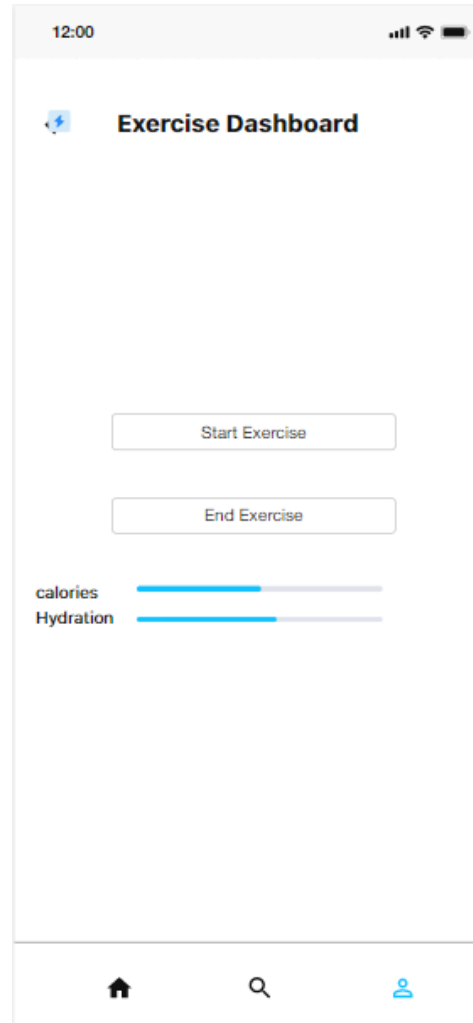 12:00
Exercise Dashboard
Start Exercise
End Exercise
calories
Hydration